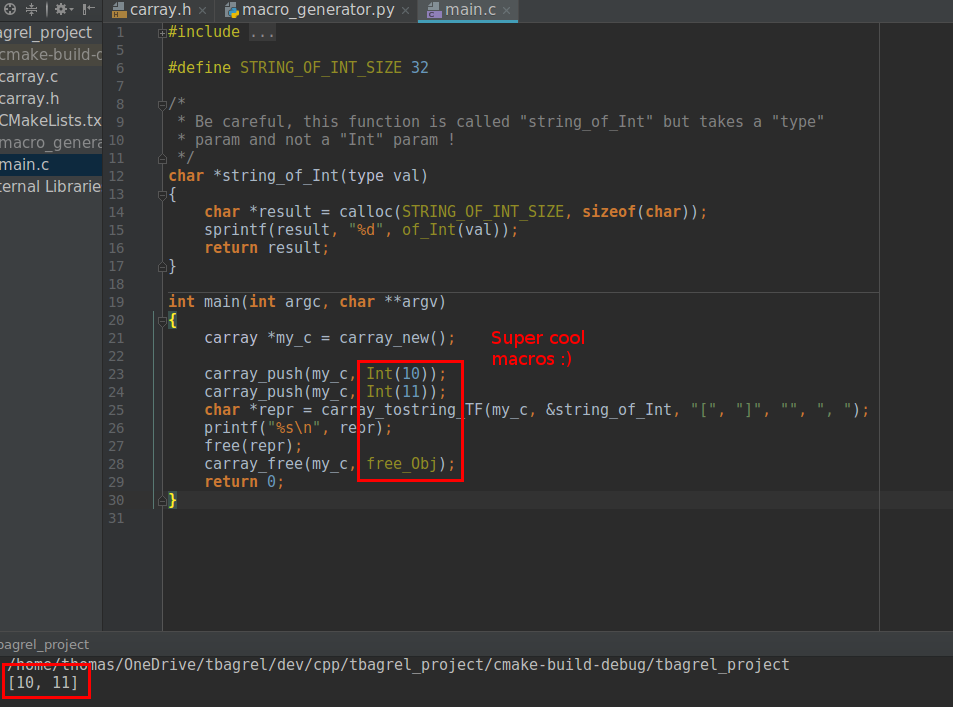 carray.h macro_generator.py main.c
agrel_project
cmake-build-d
carray.c
carray.h
CMakeLists.tx
macro_genera
main.c
ternal Libraries
1 #include ...
5
6 #define STRING_OF_INT_SIZE 32
7
8 /*
9 * Be careful, this function is called "string_of_Int" but takes a "type"
10 * param and not a "Int" param !
11 */
12 char *string_of_Int(type val)
13 {
14 char *result = calloc(STRING_OF_INT_SIZE, sizeof(char));
15 sprintf(result, "%d", of_Int(val));
16 return result;
17 }
18
19 int main(int argc, char **argv)
20 {
21 carray *my_c = carray_new();
Super cool
macros :)
22
23 carray_push(my_c, Int(10));
24 carray_push(my_c, Int(11));
25 char *repr = carray_tostring_TF(my_c, &string_of_Int, "[", "]", "", ", ");
26 printf("%s\n", repr);
27 free(repr);
28 carray_free(my_c, free_Obj);
29 return 0;
30 }
31
bagrel_project
/home/thomas/OneDrive/tbagrel/dev/cpp/tbagrel_project/cmake-build-debug/tbagrel_project
[10, 11]